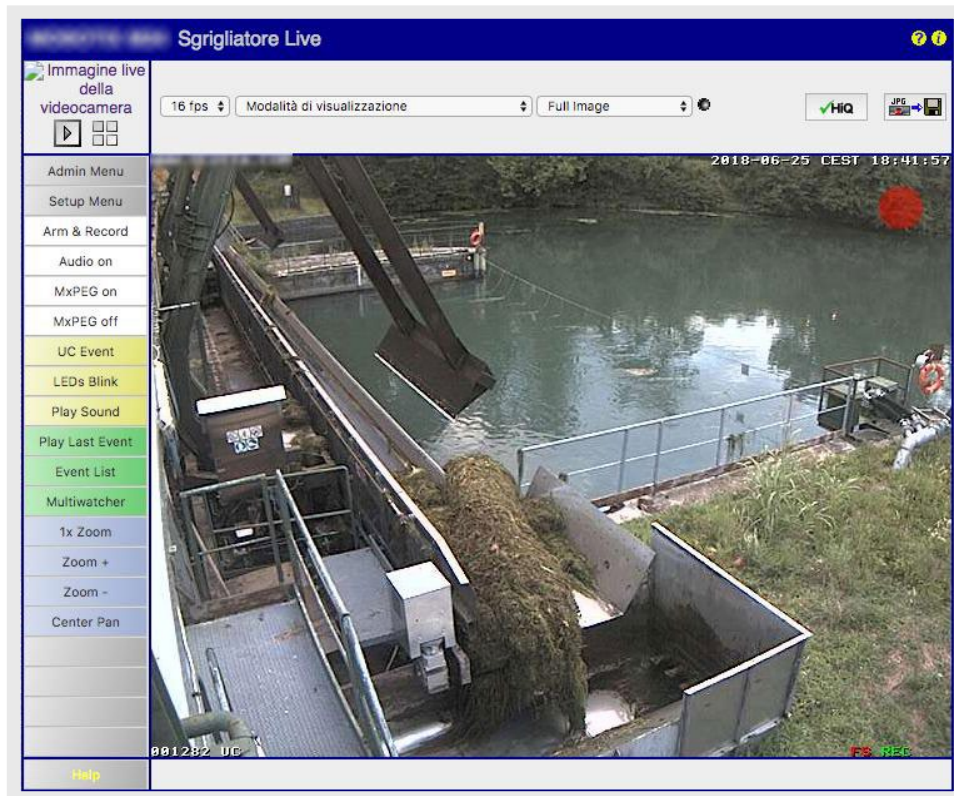 Sgrigliatore Live
? i
Immagine live
della
videocamera
16 fps
Modalità di visualizzazione
Full Image
HiQ
JPG
Admin Menu
Setup Menu
Arm & Record
Audio on
MxPEG on
MxPEG off
UC Event
LEDs Blink
Play Sound
Play Last Event
Event List
Multiwatcher
1x Zoom
Zoom +
Zoom -
Center Pan
Help
2018-06-25 CEST 18:41:57
001282 UC
FS REC